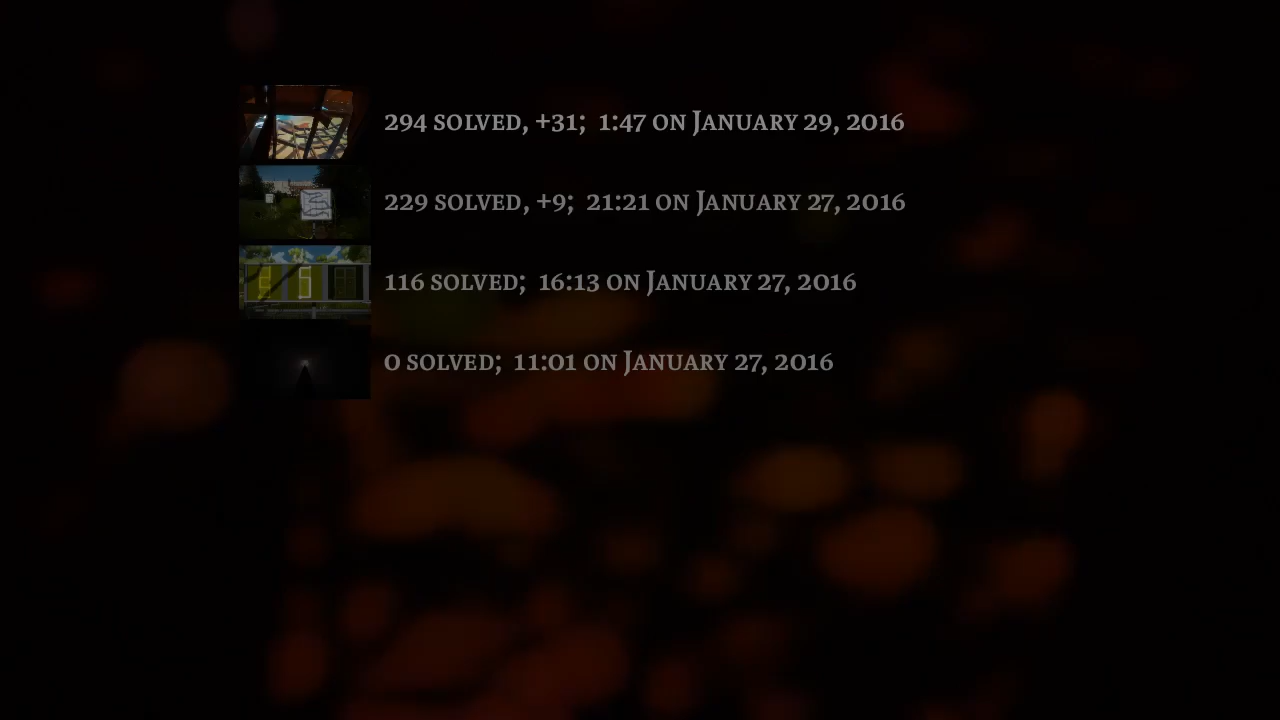 294 SOLVED, +31; 1:47 ON JANUARY 29, 2016
229 SOLVED, +9; 21:21 ON JANUARY 27, 2016
116 SOLVED; 16:13 ON JANUARY 27, 2016
0 SOLVED; 11:01 ON JANUARY 27, 2016